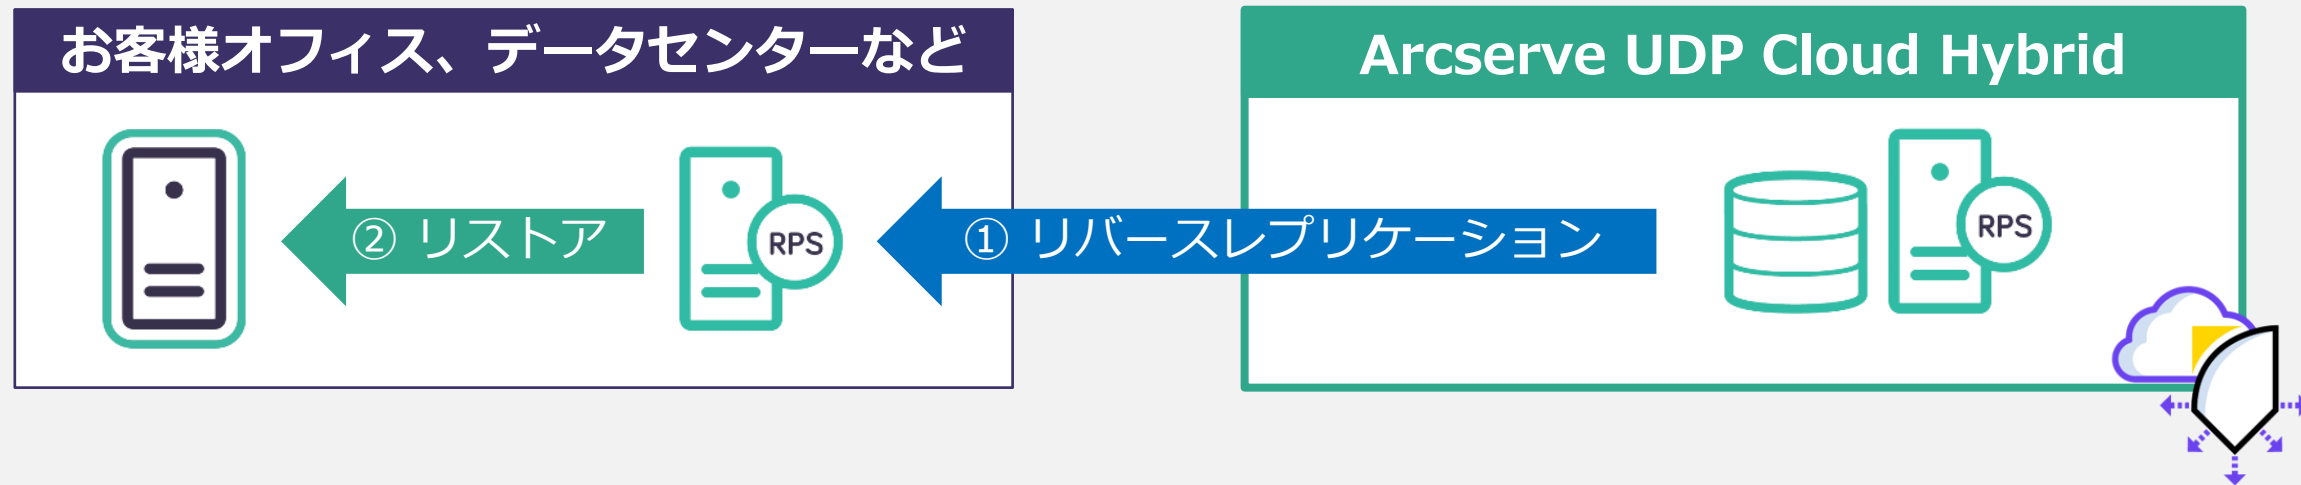 お客様オフィス、データセンターなど
Arcserve UDP Cloud Hybrid
② リストア
RPS
① リバースレプリケーション
RPS